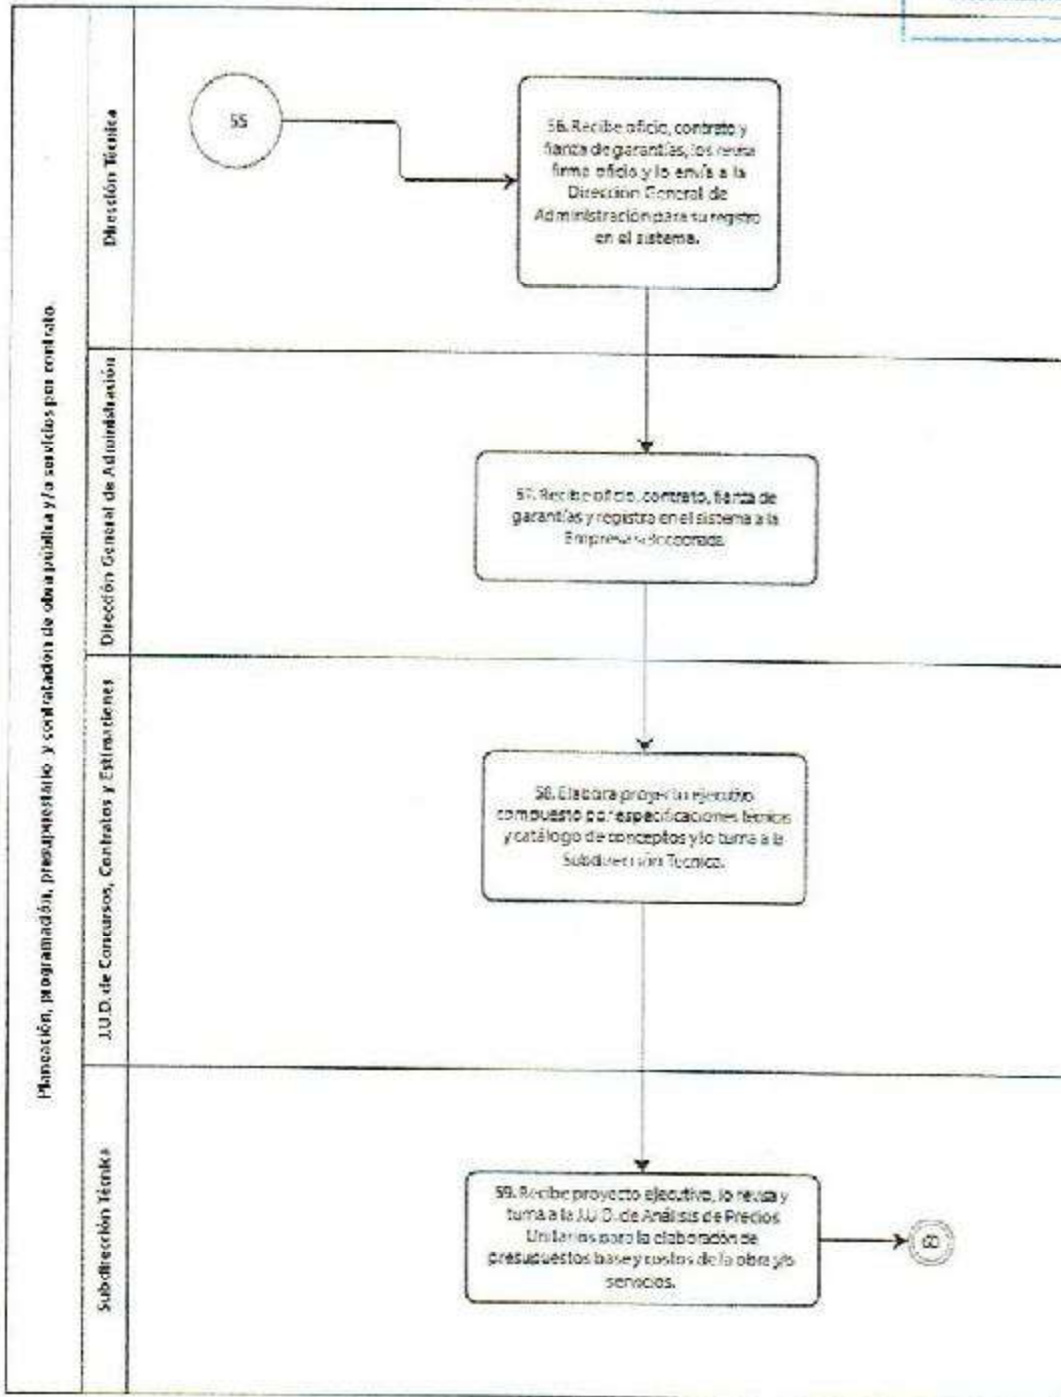 Planeación, programación, presupuestario y contratación de obra pública y/o servicios por contrato.
Dirección Técnica
55
56. Recibe oficio, contrato y
fianza de garantías, los revisa
firma oficio y lo envía a la
Dirección General de
Administración para su registro
en el sistema.
Dirección General de Administración
57. Recibe oficio, contrato, fianza de
garantías y registro en el sistema a la
Empresa seleccionada.
J.U.D. de Concursos, Contratos y Estimaciones
58. Elabora proyecto ejecutivo
compuesto por especificaciones técnicas
y catálogo de conceptos y lo turna a la
Subdirección Técnica.
Subdirección Técnica
59. Recibe proyecto ejecutivo, lo revisa y
turna a la J.U.D. de Análisis de Precios
Unitarios para la elaboración de
presupuestos base y costos de la obra y/o
servicios.
60